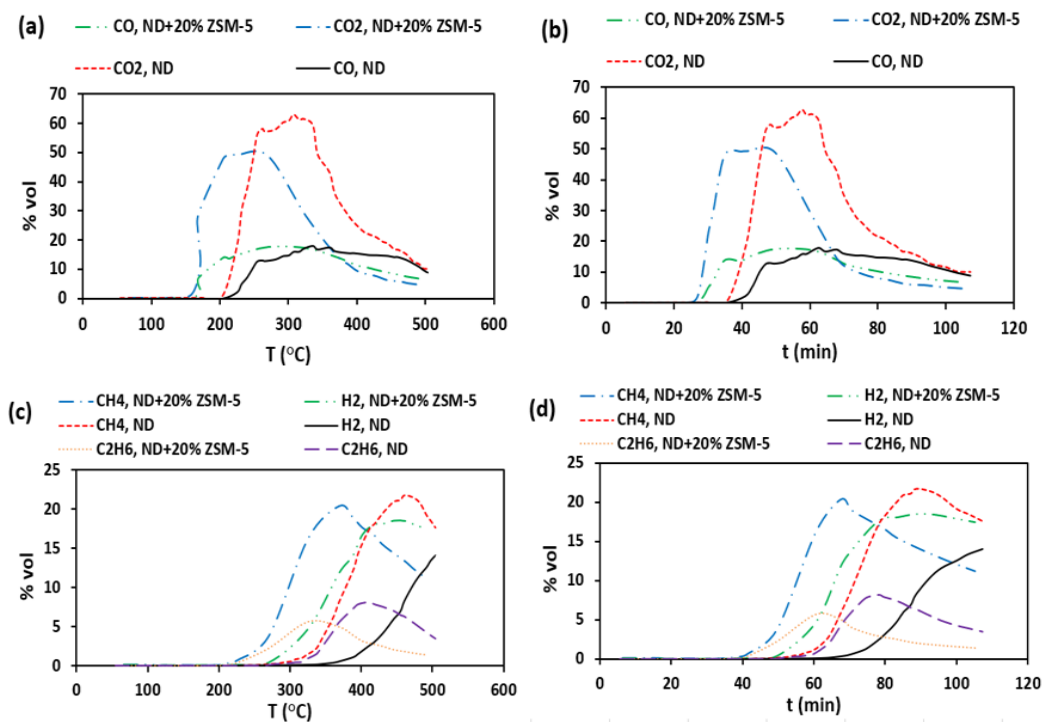 (a)
CO, ND+20% ZSM-5
CO2, ND+20% ZSM-5
CO2, ND
CO, ND
70
60
50
40
30
20
10
0
% vol
0 100 200 300 400 500 600
T (°C)
(b)
CO, ND+20% ZSM-5
CO2, ND+20% ZSM-5
CO2, ND
CO, ND
70
60
50
40
30
20
10
0
% vol
0 20 40 60 80 100 120
t (min)
(c)
CH4, ND+20% ZSM-5
H2, ND+20% ZSM-5
CH4, ND
H2, ND
C2H6, ND+20% ZSM-5
C2H6, ND
25
20
15
10
5
0
% vol
0 100 200 300 400 500 600
T (°C)
(d)
CH4, ND+20% ZSM-5
H2, ND+20% ZSM-5
CH4, ND
H2, ND
C2H6, ND+20% ZSM-5
C2H6, ND
25
20
15
10
5
0
% vol
0 20 40 60 80 100 120
t (min)